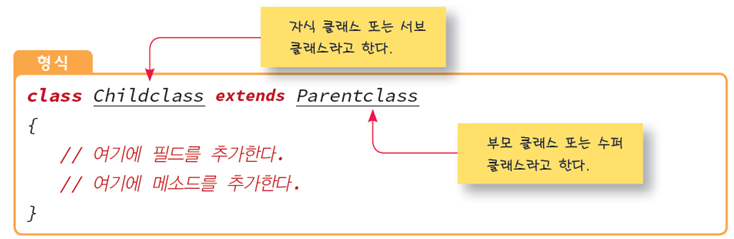 자식 클래스 또는 서브
클래스라고 한다.
형식
class Childclass extends Parentclass
{
// 여기에 필드를 추가한다.
// 여기에 메소드를 추가한다.
}
부모 클래스 또는 수퍼
클래스라고 한다.